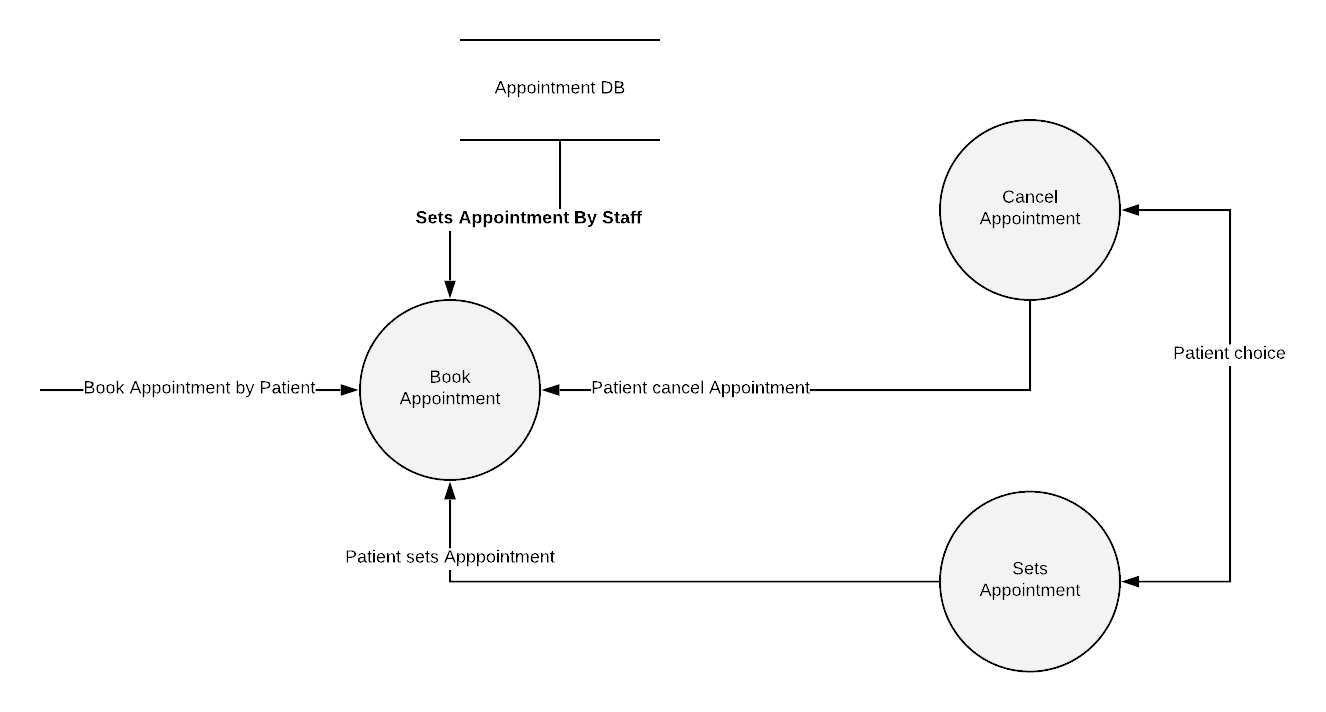 Appointment DB
Cancel
Appointment
Sets Appointment By Staff
Patient choice
Book
Appointment
Book Appointment by Patient
Patient cancel Appointment
Patient sets Apppointment
Sets
Appointment